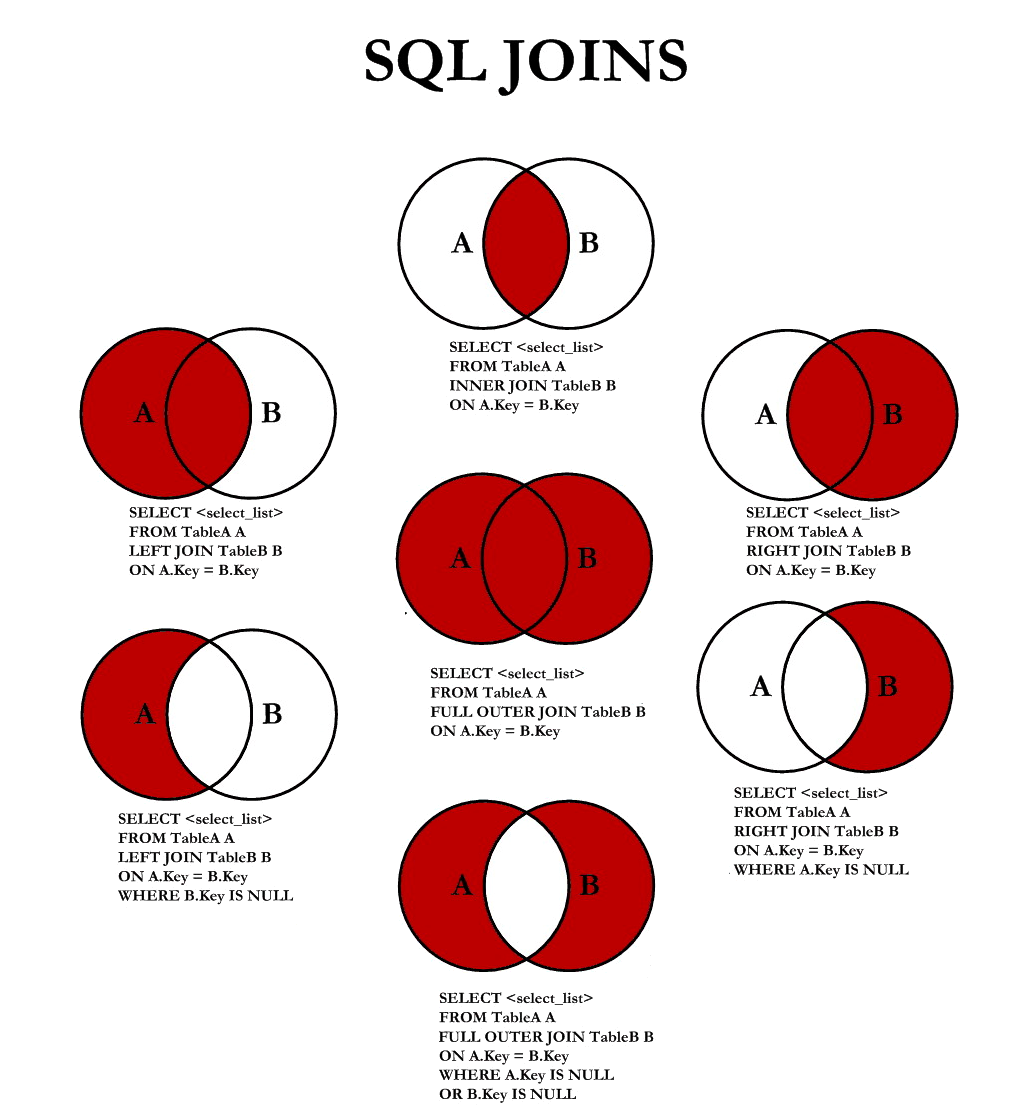 SQL JOINS
A
B
SELECT <select_list>
FROM TableA A
INNER JOIN TableB B
ON A.Key = B.Key
A
B
SELECT <select_list>
FROM TableA A
LEFT JOIN TableB B
ON A.Key = B.Key
A
B
SELECT <select_list>
FROM TableA A
RIGHT JOIN TableB B
ON A.Key = B.Key
A
B
SELECT <select_list>
FROM TableA A
FULL OUTER JOIN TableB B
ON A.Key = B.Key
A
B
SELECT <select_list>
FROM TableA A
LEFT JOIN TableB B
ON A.Key = B.Key
WHERE B.Key IS NULL
A
B
SELECT <select_list>
FROM TableA A
RIGHT JOIN TableB B
ON A.Key = B.Key
WHERE A.Key IS NULL
A
B
SELECT <select_list>
FROM TableA A
FULL OUTER JOIN TableB B
ON A.Key = B.Key
WHERE A.Key IS NULL
OR B.Key IS NULL